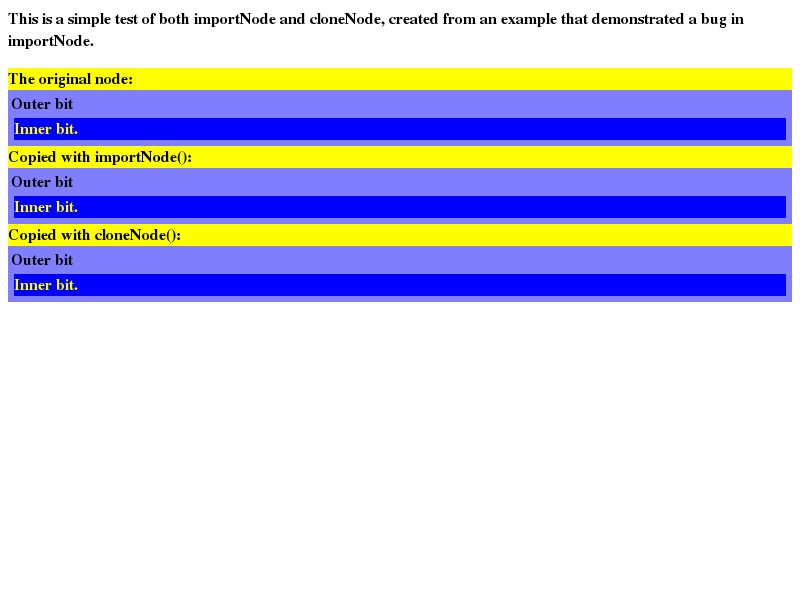 This is a simple test of both importNode and cloneNode, created from an example that demonstrated a bug in
importNode.
The original node:
Outer bit
Inner bit.
Copied with importNode():
Outer bit
Inner bit.
Copied with cloneNode():
Outer bit
Inner bit.